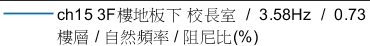 ch15 3F樓地板下 校長室 / 3.58Hz / 0.73
樓層 / 自然頻率 / 阻尼比(%)